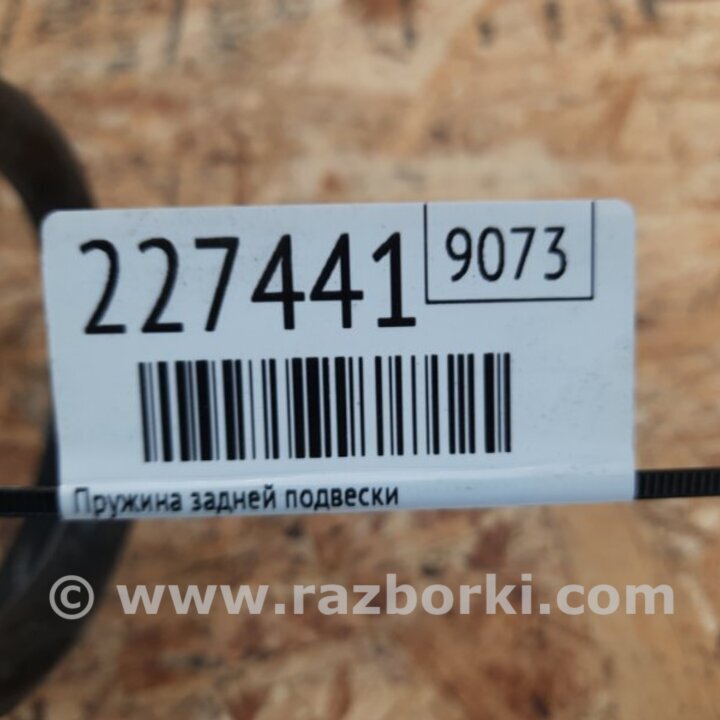 227441 9073
Пружина задней подвески
© www.razborki.com